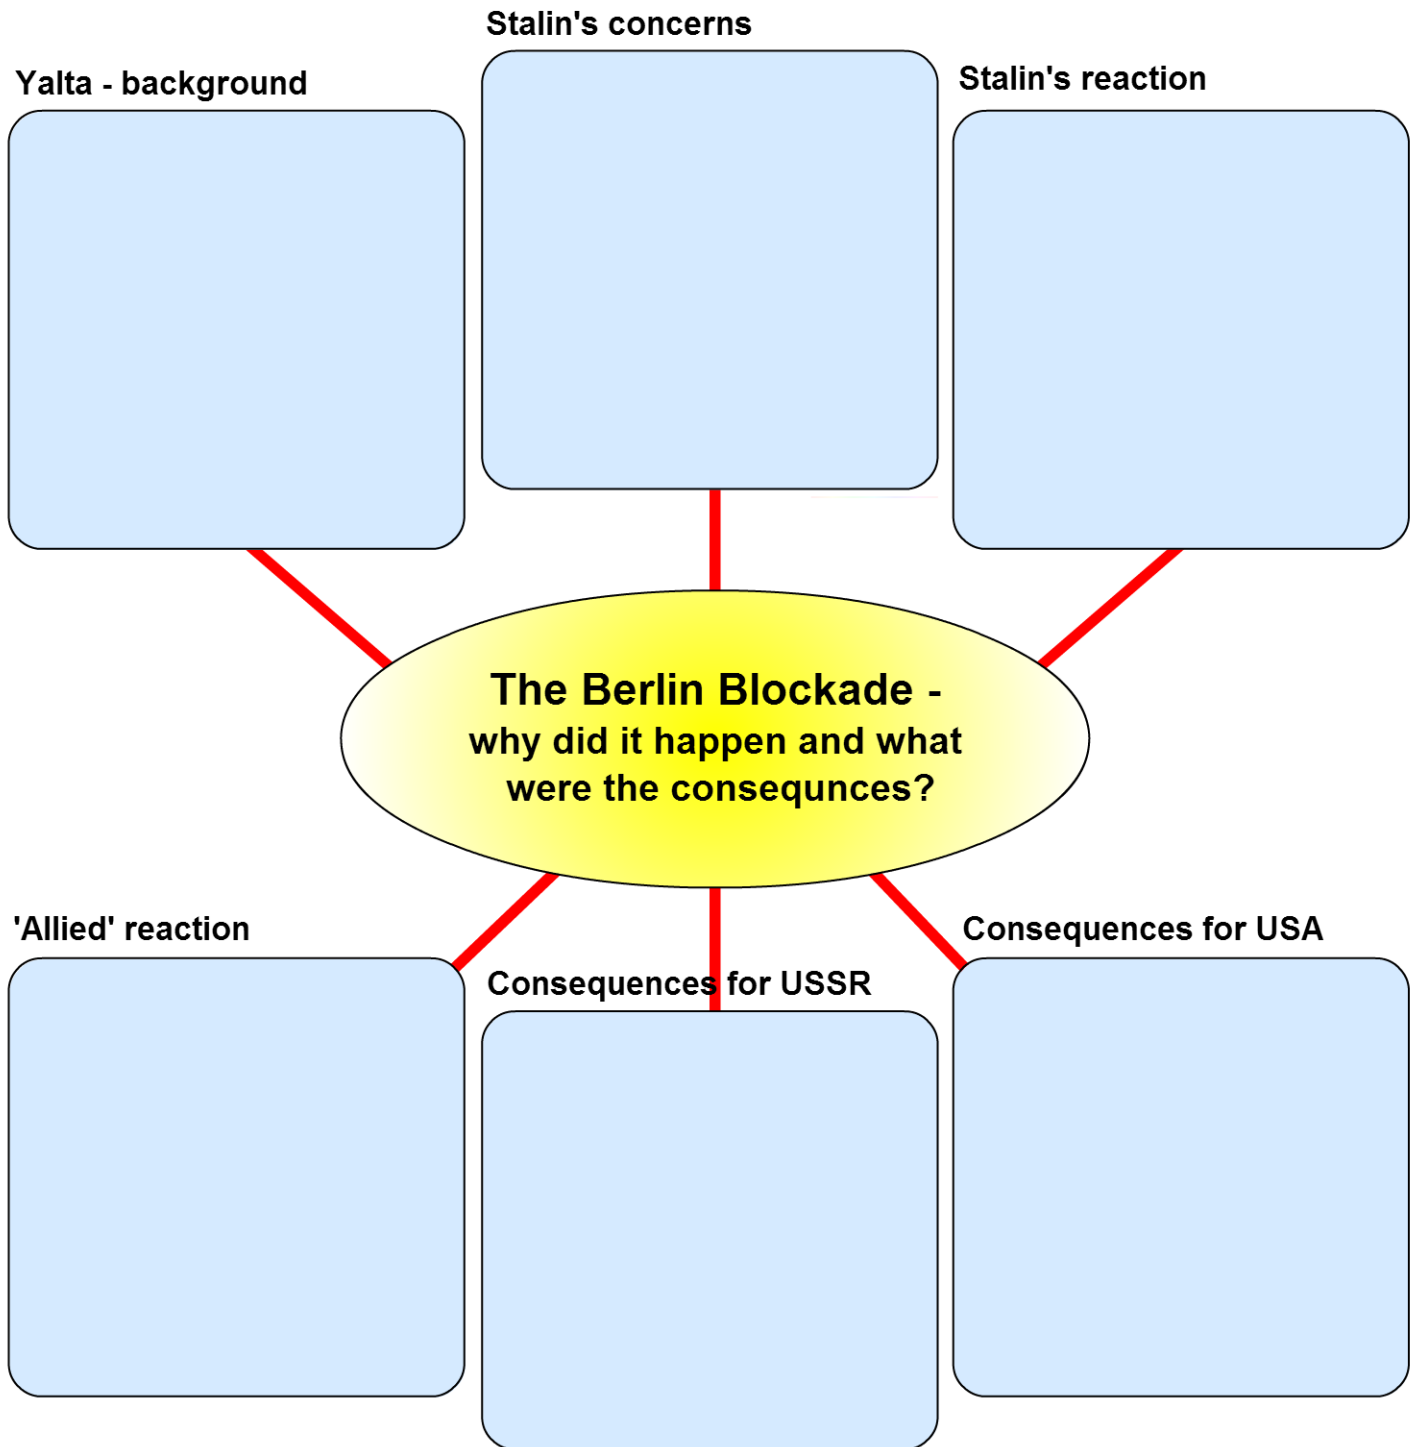 Stalin's concerns
Yalta - background
Stalin's reaction
The Berlin Blockade -
why did it happen and what
were the consequnces?
'Allied' reaction
Consequences for USA
Consequences for USSR